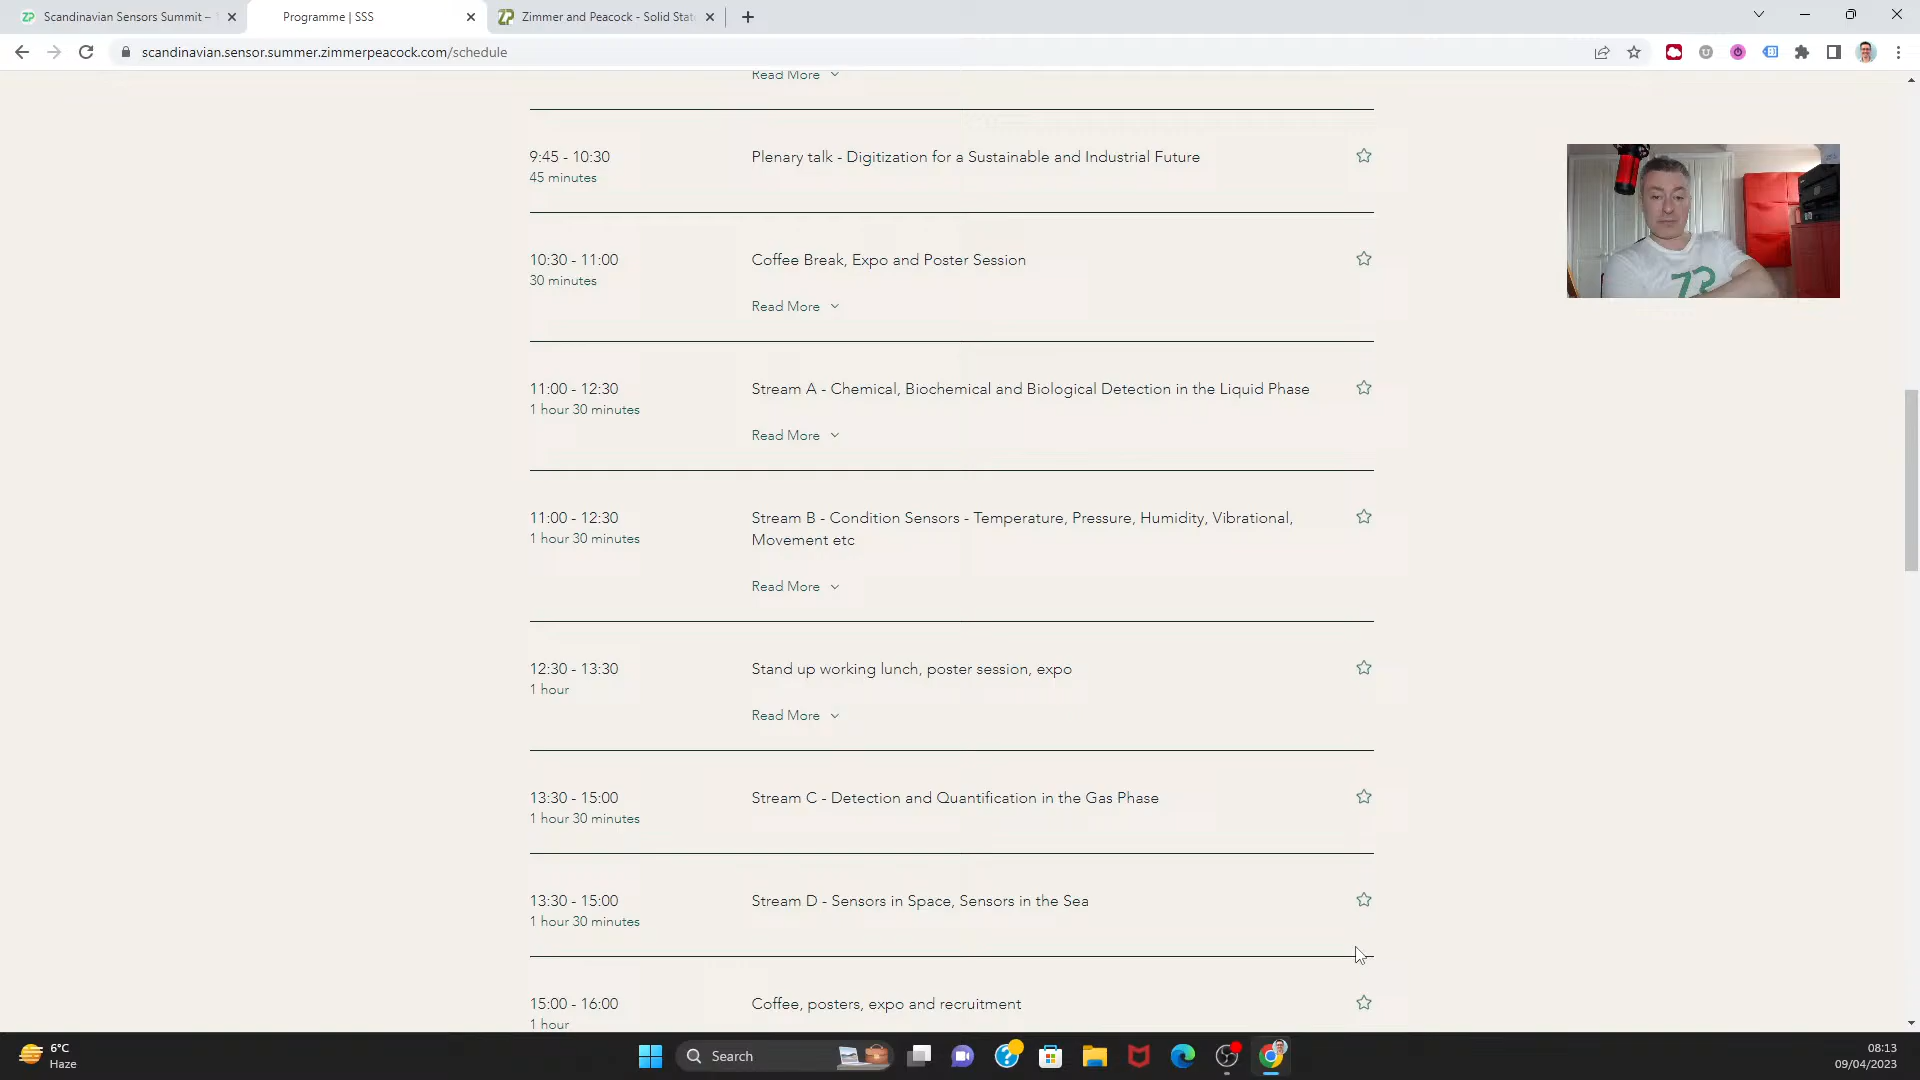 Scandinavian Sensors Summit –
Programme | SSS
Zimmer and Peacock - Solid Stat
scandinavian.sensor.summer.zimmerpeacock.com/schedule
Read More
9:45 - 10:30
45 minutes
Plenary talk - Digitization for a Sustainable and Industrial Future
10:30 - 11:00
30 minutes
Coffee Break, Expo and Poster Session
Read More
11:00 - 12:30
1 hour 30 minutes
Stream A - Chemical, Biochemical and Biological Detection in the Liquid Phase
Read More
11:00 - 12:30
1 hour 30 minutes
Stream B - Condition Sensors - Temperature, Pressure, Humidity, Vibrational,
Movement etc
Read More
12:30 - 13:30
1 hour
Stand up working lunch, poster session, expo
Read More
13:30 - 15:00
1 hour 30 minutes
Stream C - Detection and Quantification in the Gas Phase
13:30 - 15:00
1 hour 30 minutes
Stream D - Sensors in Space, Sensors in the Sea
15:00 - 16:00
1 hour
Coffee, posters, expo and recruitment
ZP
6°C
Haze
Search
08:13
09/04/2023